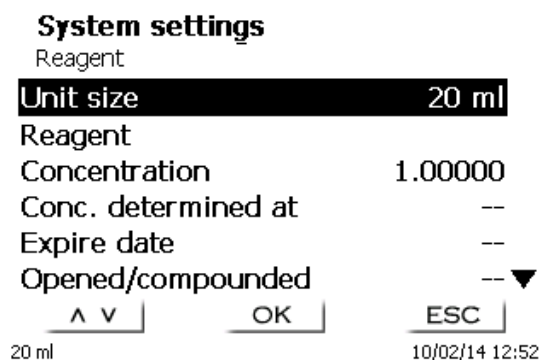 System settings
Reagent
Unit size 20 ml
Reagent
Concentration 1.00000
Conc. determined at --
Expire date --
Opened/compounded --
OK ESC
20 ml 10/02/14 12:52